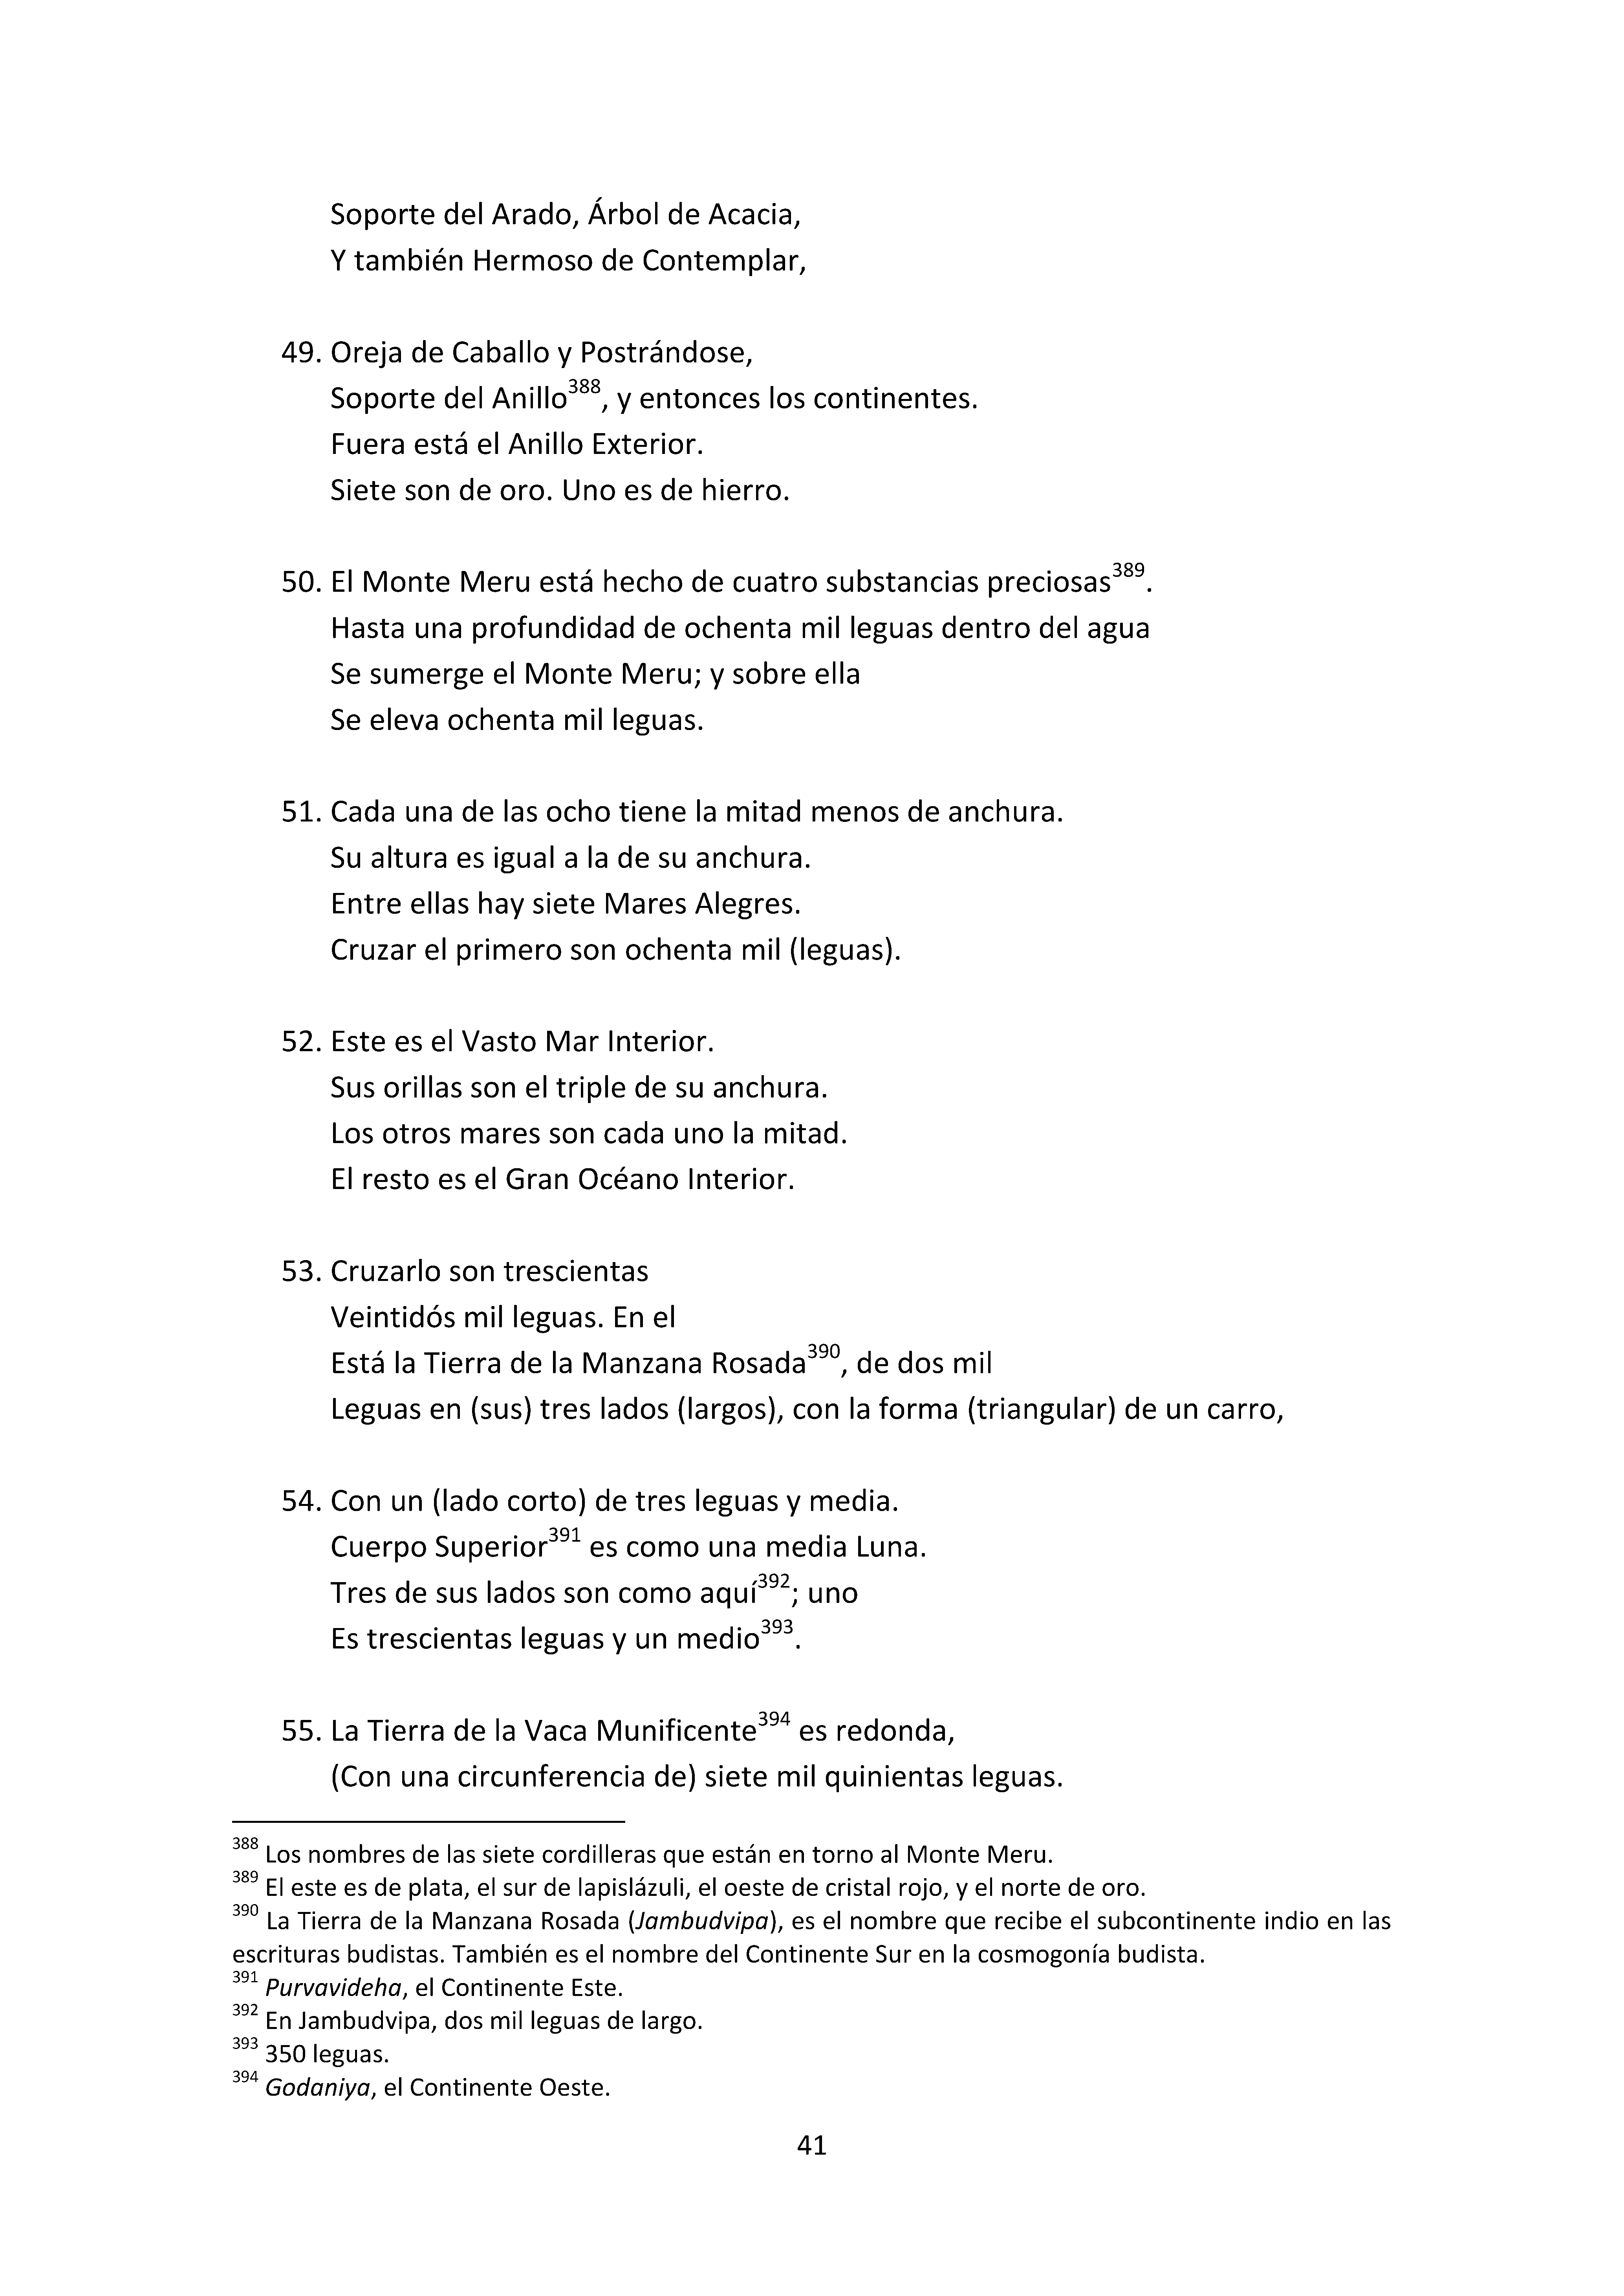 Soporte del Arado, Árbol de Acacia,
Y también Hermoso de Contemplar,
49. Oreja de Caballo y Postrándose,
Soporte del Anillo388, y entonces los continentes.
Fuera está el Anillo Exterior.
Siete son de oro. Uno es de hierro.
50. El Monte Meru está hecho de cuatro substancias preciosas389.
Hasta una profundidad de ochenta mil leguas dentro del agua
Se sumerge el Monte Meru; y sobre ella
Se eleva ochenta mil leguas.
51. Cada una de las ocho tiene la mitad menos de anchura.
Su altura es igual a la de su anchura.
Entre ellas hay siete Mares Alegres.
Cruzar el primero son ochenta mil (leguas).
52. Este es el Vasto Mar Interior.
Sus orillas son el triple de su anchura.
Los otros mares son cada uno la mitad.
El resto es el Gran Océano Interior.
53. Cruzarlo son trescientas
Veintidós mil leguas. En el
Está la Tierra de la Manzana Rosada390, de dos mil
Leguas en (sus) tres lados (largos), con la forma (triangular) de un carro,
54. Con un (lado corto) de tres leguas y media.
Cuerpo Superior391 es como una media Luna.
Tres de sus lados son como aquí392; uno
Es trescientas leguas y un medio393.
55. La Tierra de la Vaca Munificente394 es redonda,
(Con una circunferencia de) siete mil quinientas leguas.
388 Los nombres de las siete cordilleras que están en torno al Monte Meru.
389 El este es de plata, el sur de lapislázuli, el oeste de cristal rojo, y el norte de oro.
390 La Tierra de la Manzana Rosada (Jambudvipa), es el nombre que recibe el subcontinente indio en las
escrituras budistas. También es el nombre del Continente Sur en la cosmogonía budista.
391 Purvavideha, el Continente Este.
392 En Jambudvipa, dos mil leguas de largo.
393 350 leguas.
394 Godaniya, el Continente Oeste.
41